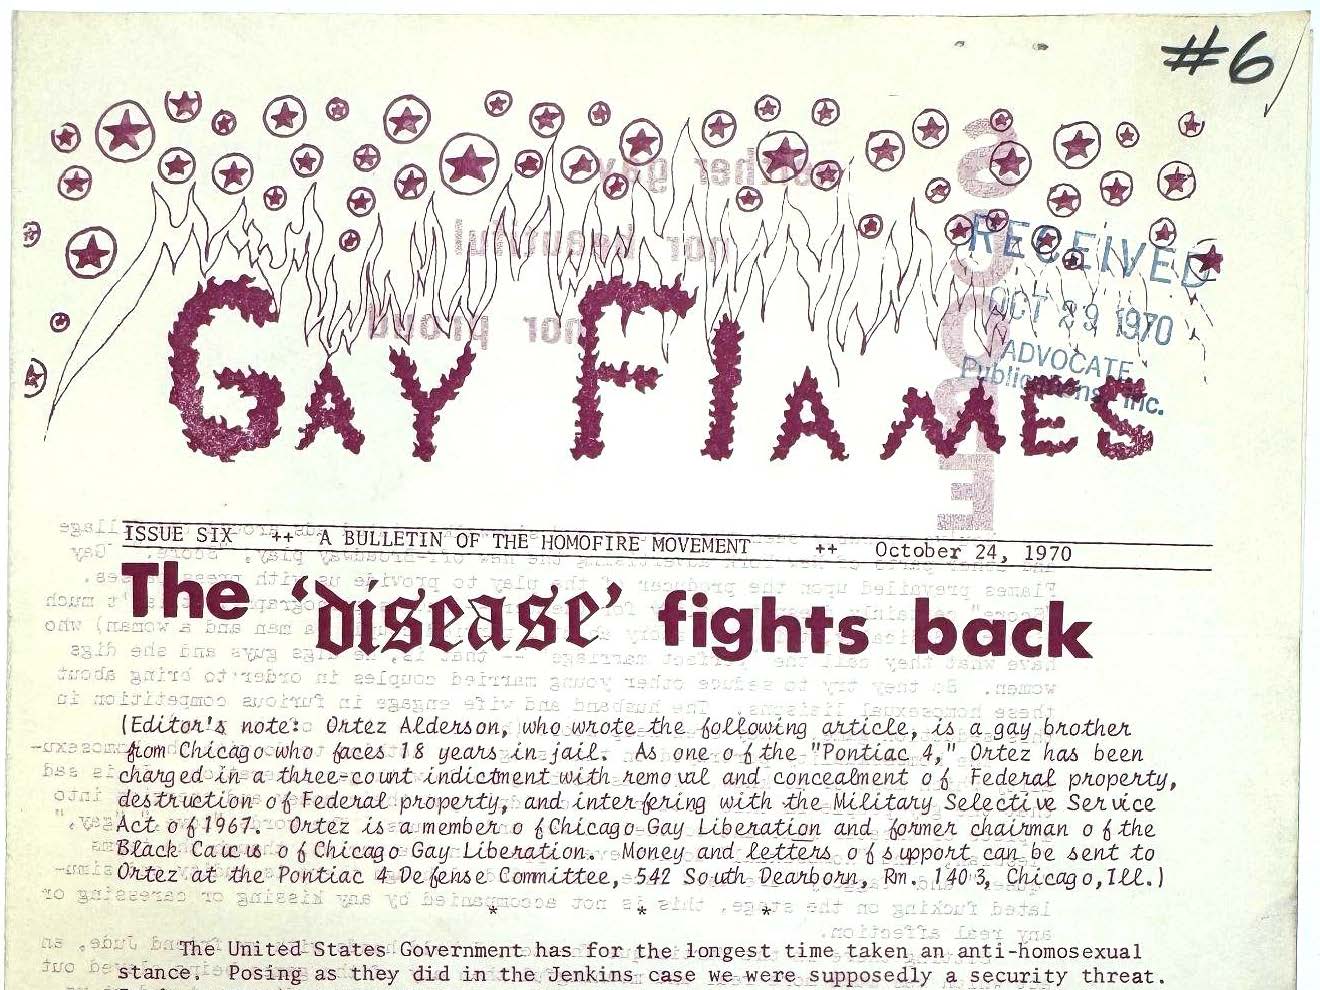 #6
RECEIVED
OCT 29 1970
ADVOCATE
Publications, Inc.
GAY FlAMES
ISSUE SIX ++ A BULLETIN OF THE HOMOFIRE MOVEMENT ++ October 24, 1970
The 'disease' fights back
(Editor's note: Ortez Alderson, who wrote the following article, is a gay brother
from Chicago who faces 18 years in jail. As one of the "Pontiac 4," Ortez has been
charged in a three-count indictment with removal and concealment of Federal property,
destruction of Federal property, and interfering with the Military Selective Service
Act of 1967. Ortez is a member of Chicago Gay Liberation and former chairman of the
Black Caucus of Chicago Gay Liberation. Money and letters of support can be sent to
Ortez at the Pontiac 4 Defense Committee, 542 South Dearborn, Rm. 1403, Chicago, Ill.)
* * *
The United States Government has for the longest time taken an anti-homosexual
stance. Posing as they did in the Jenkins case we were supposedly a security threat.